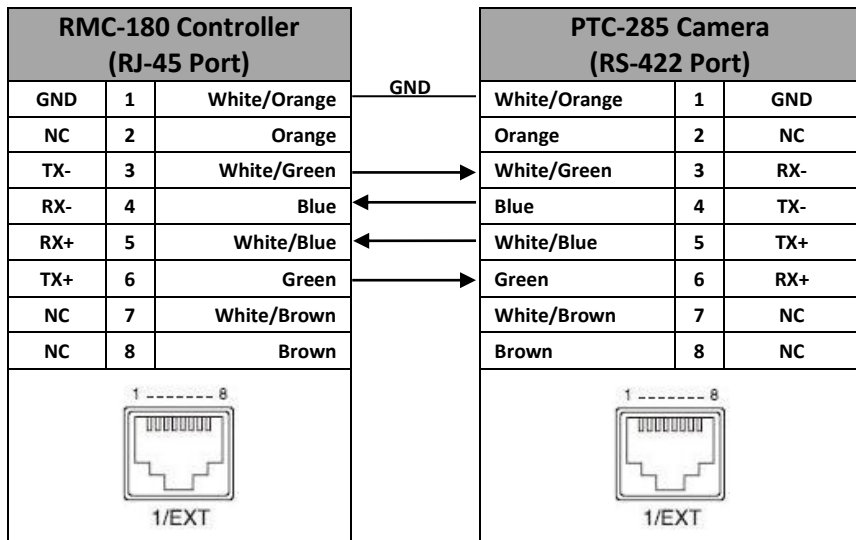 RMC-180 Controller
(RJ-45 Port)
PTC-285 Camera
(RS-422 Port)
GND 1 White/Orange GND White/Orange 1 GND
NC 2 Orange Orange 2 NC
TX- 3 White/Green White/Green 3 RX-
RX- 4 Blue Blue 4 TX-
RX+ 5 White/Blue White/Blue 5 TX+
TX+ 6 Green Green 6 RX+
NC 7 White/Brown White/Brown 7 NC
NC 8 Brown Brown 8 NC
1 ------- 8 1 ------- 8
1/EXT 1/EXT